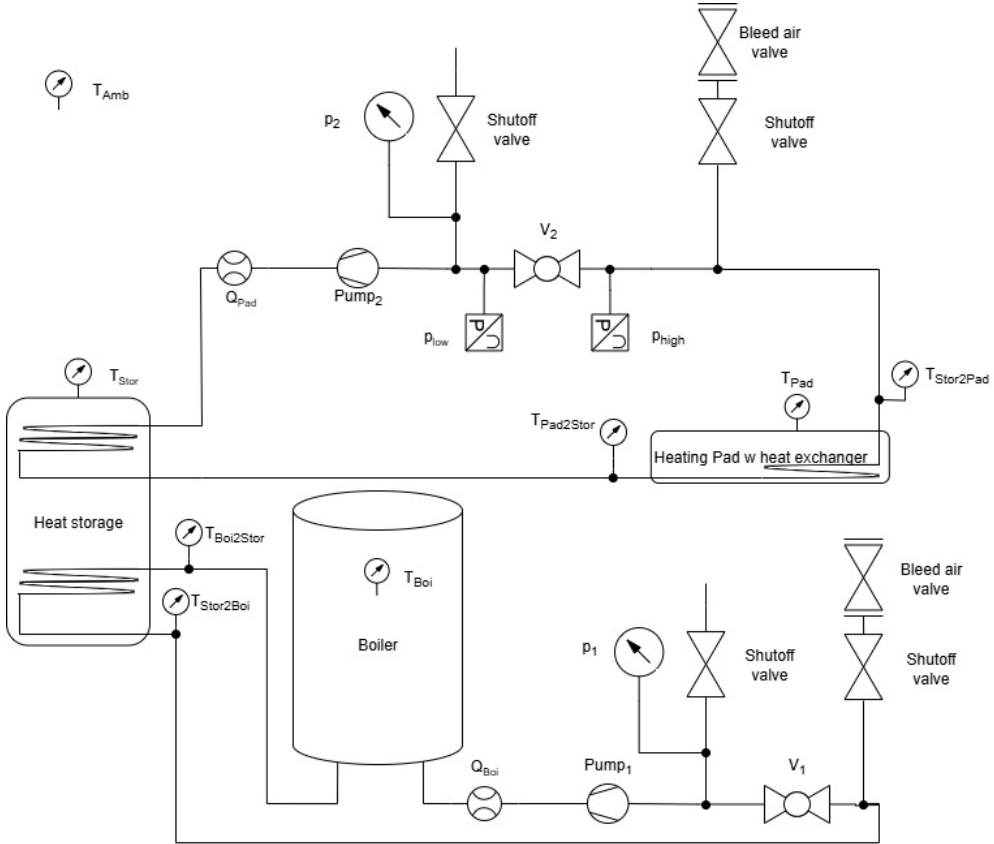 Bleed air
valve
T_Amb
p_2
Shutoff
valve
Shutoff
valve
V_2
Q_Pad
Pump_2
p_low
p_high
T_Stor
T_Pad
T_Stor2Pad
T_Pad2Stor
Heating Pad w heat exchanger
Heat storage
T_Boi2Stor
T_Boi
T_Stor2Boi
Bleed air
valve
Boiler
p_1
Shutoff
valve
Shutoff
valve
Q_Boi
Pump_1
V_1
P
U
P
U